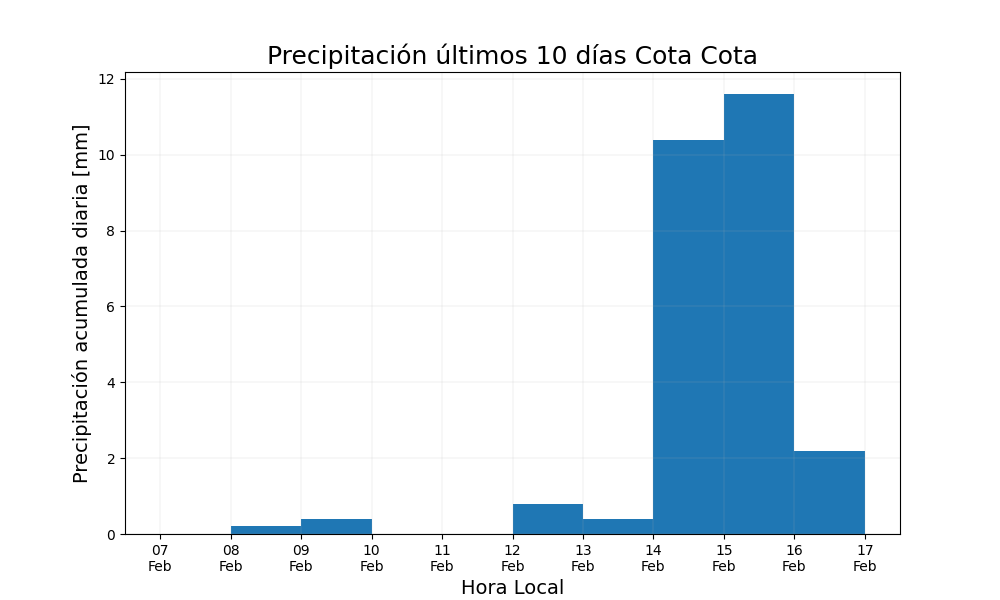 Precipitación últimos 10 días Cota Cota
Precipitación acumulada diaria [mm]
12
10
8
6
4
2
0
07 08 09 10 11 12 13 14 15 16 17
Feb Feb Feb Feb Feb Feb Feb Feb Feb Feb Feb
Hora Local